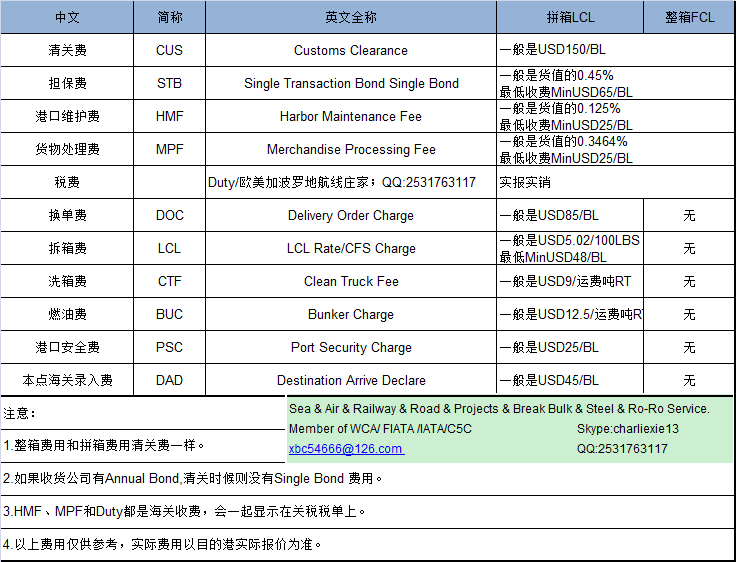 中文 简称 英文全称 拼箱LCL 整箱FCL
清关费 CUS Customs Clearance 一般是USD150/BL
担保费 STB Single Transaction Bond Single Bond 一般是货值的0.45%
最低收费MinUSD65/BL
港口维护费 HMF Harbor Maintenance Fee 一般是货值的0.125%
最低收费MinUSD25/BL
货物处理费 MPF Merchandise Processing Fee 一般是货值的0.3464%
最低收费MinUSD25/BL
税费 Duty/欧美加波罗地航线庄家；QQ:2531763117 实报实销
换单费 DOC Delivery Order Charge 一般是USD85/BL 无
拆箱费 LCL LCL Rate/CFS Charge 一般是USD5.02/100LBS 无
最低MinUSD48/BL
洗箱费 CTF Clean Truck Fee 一般是USD9/运费吨RT 无
燃油费 BUC Bunker Charge 一般是USD12.5/运费吨R 无
港口安全费 PSC Port Security Charge 一般是USD25/BL 无
本点海关录入费 DAD Destination Arrive Declare 一般是USD45/BL 无
注意：
Sea & Air & Railway & Road & Projects & Break Bulk & Steel & Ro-Ro Service.
Member of WCA/ FIATA /IATA/C5C Skype:charliexie13
xbc54666@126.com QQ:2531763117
1.整箱费用和拼箱费用清关费一样。
2.如果收货公司有Annual Bond,清关时候则没有Single Bond 费用。
3.HMF、MPF和Duty都是海关收费，会一起显示在关税税单上。
4.以上费用仅供参考，实际费用以目的港实际报价为准。